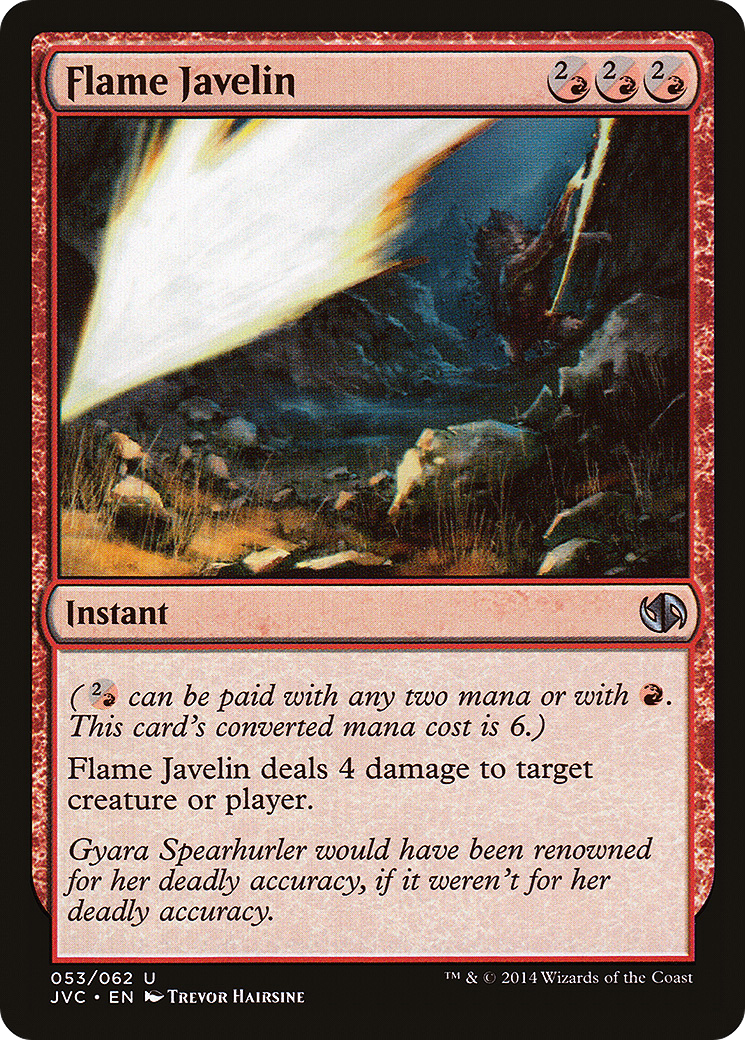 Flame Javelin 2 2 2
Instant
(2 can be paid with any two mana or with .
This card's converted mana cost is 6.)
Flame Javelin deals 4 damage to target
creature or player.
Gyara Spearhurler would have been renowned
for her deadly accuracy, if it weren't for her
deadly accuracy.
053/062 U ™ & © 2014 Wizards of the Coast
JVC • EN Trevor Hairsine